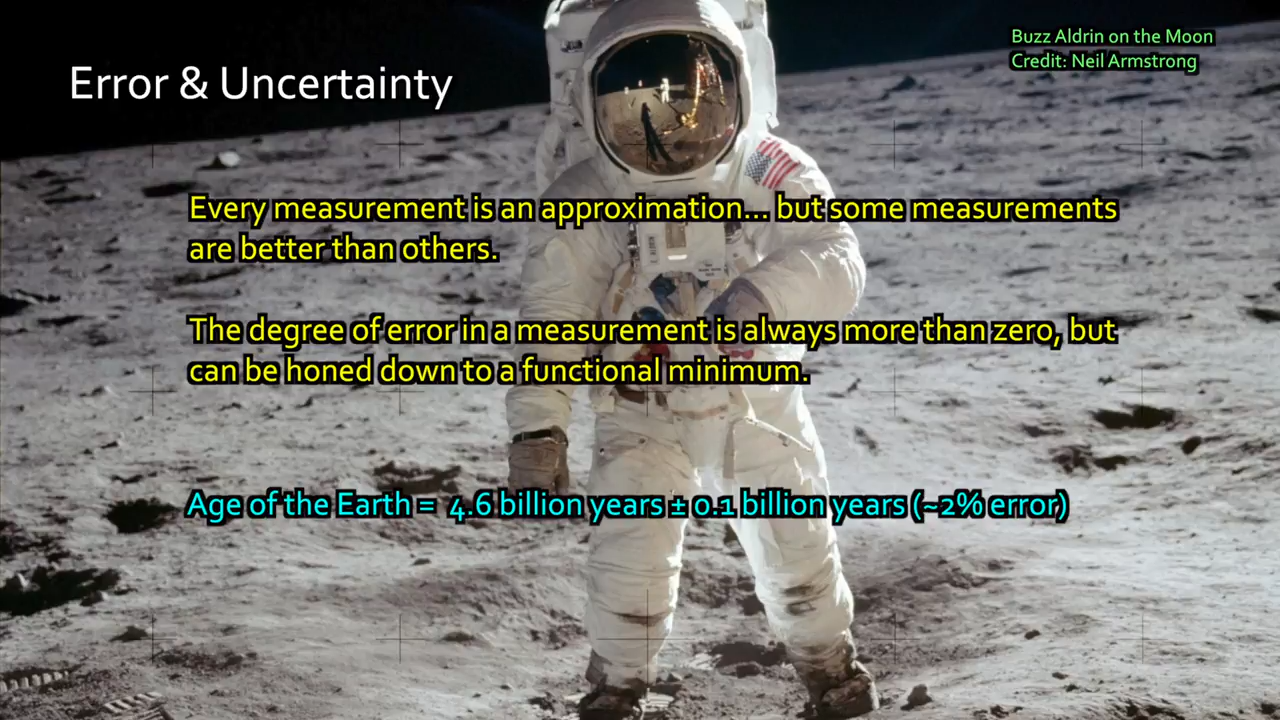 Buzz Aldrin on the Moon
Credit: Neil Armstrong
Error & Uncertainty
Every measurement is an approximation... but some measurements
are better than others.
The degree of error in a measurement is always more than zero, but
can be honed down to a functional minimum.
Age of the Earth = 4.6 billion years ± 0.1 billion years (~2% error)